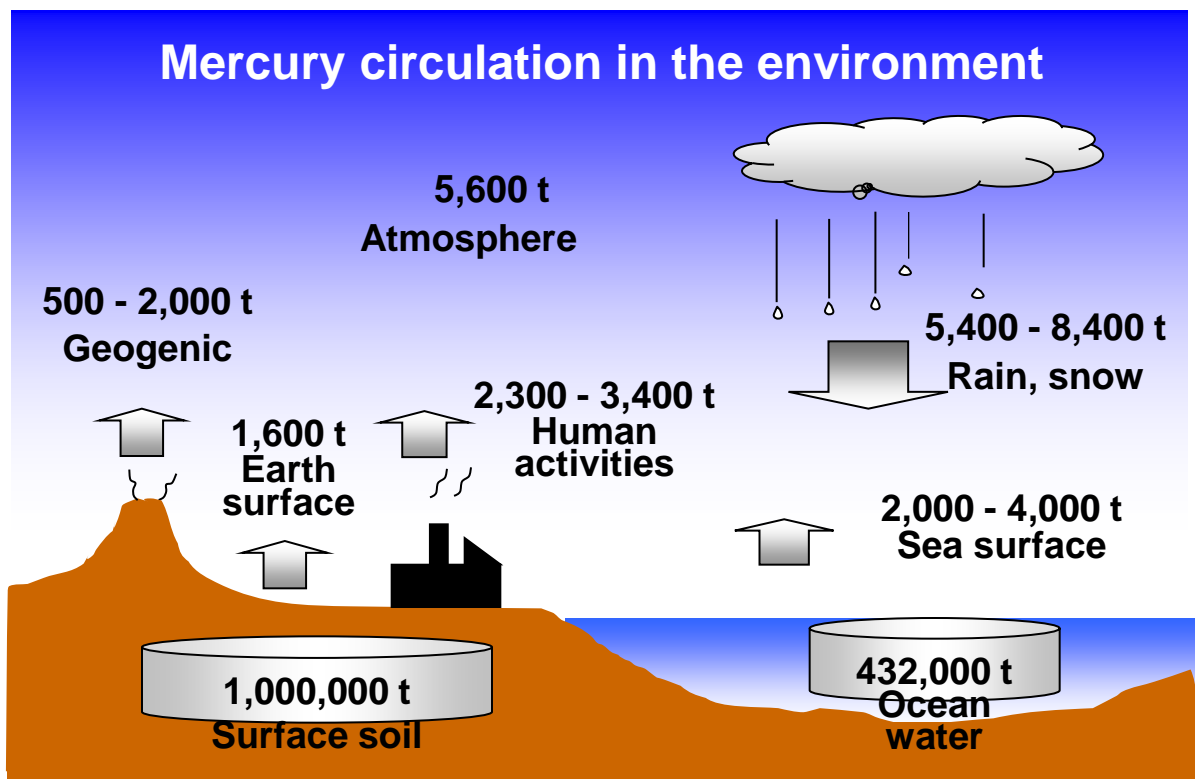 Mercury circulation in the environment
5,600 t
Atmosphere
500 - 2,000 t
Geogenic
5,400 - 8,400 t
Rain, snow
2,300 - 3,400 t
Human
activities
1,600 t
Earth
surface
2,000 - 4,000 t
Sea surface
1,000,000 t
Surface soil
432,000 t
Ocean
water